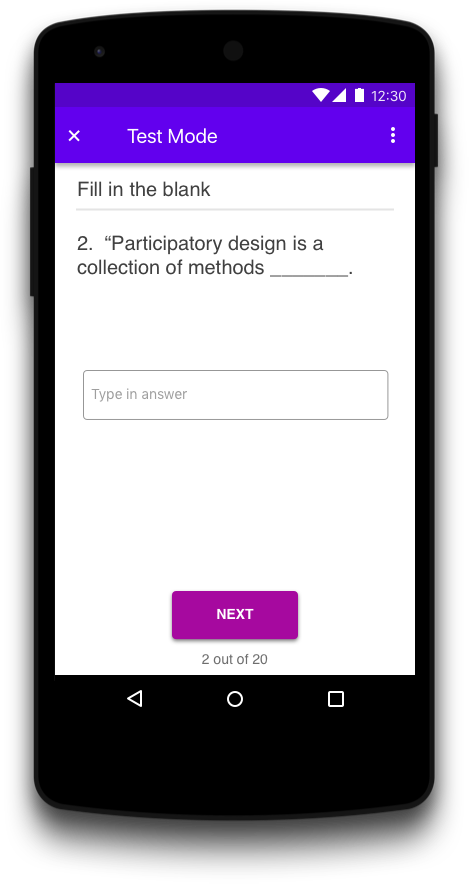 12:30
Test Mode
Fill in the blank
2. “Participatory design is a
collection of methods _______.
Type in answer
NEXT
2 out of 20